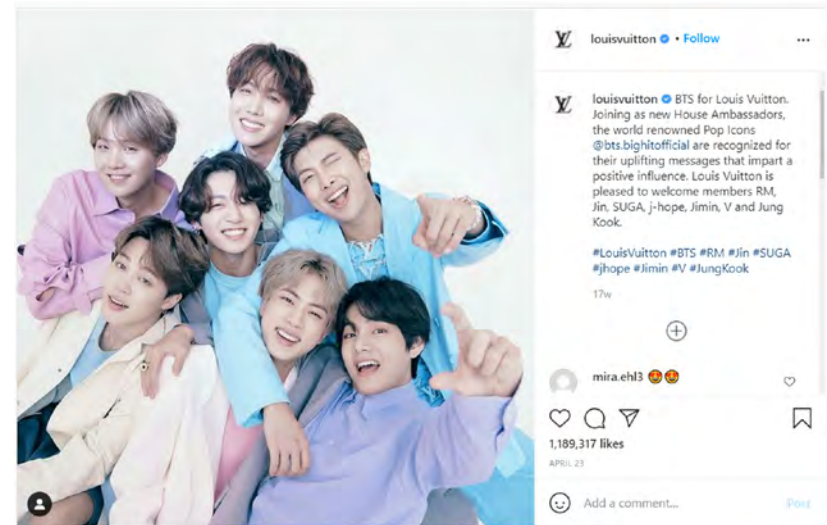 louisvuitton • Follow
louisvuitton BTS for Louis Vuitton.
Joining as new House Ambassadors,
the world renowned Pop Icons
@bts.bighitofficial are recognized for
their uplifting messages that impart a
positive influence. Louis Vuitton is
pleased to welcome members RM,
Jin, SUGA, j-hope, Jimin, V and Jung
Kook.
#LouisVuitton #BTS #RM #Jin #SUGA
#jhope #Jimin #V #JungKook
17w
mira.ehl3 🤩🤩
1,189,317 likes
APRIL 23
Add a comment...
Post